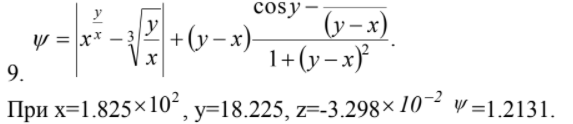 ψ = |x^(y/x) − ∛(y/x)| + (y − x) (cos y − /(y − x)) / (1 + (y − x)²).
9.
При x=1.825×10², y=18.225, z=-3.298×10⁻² ψ=1.2131.